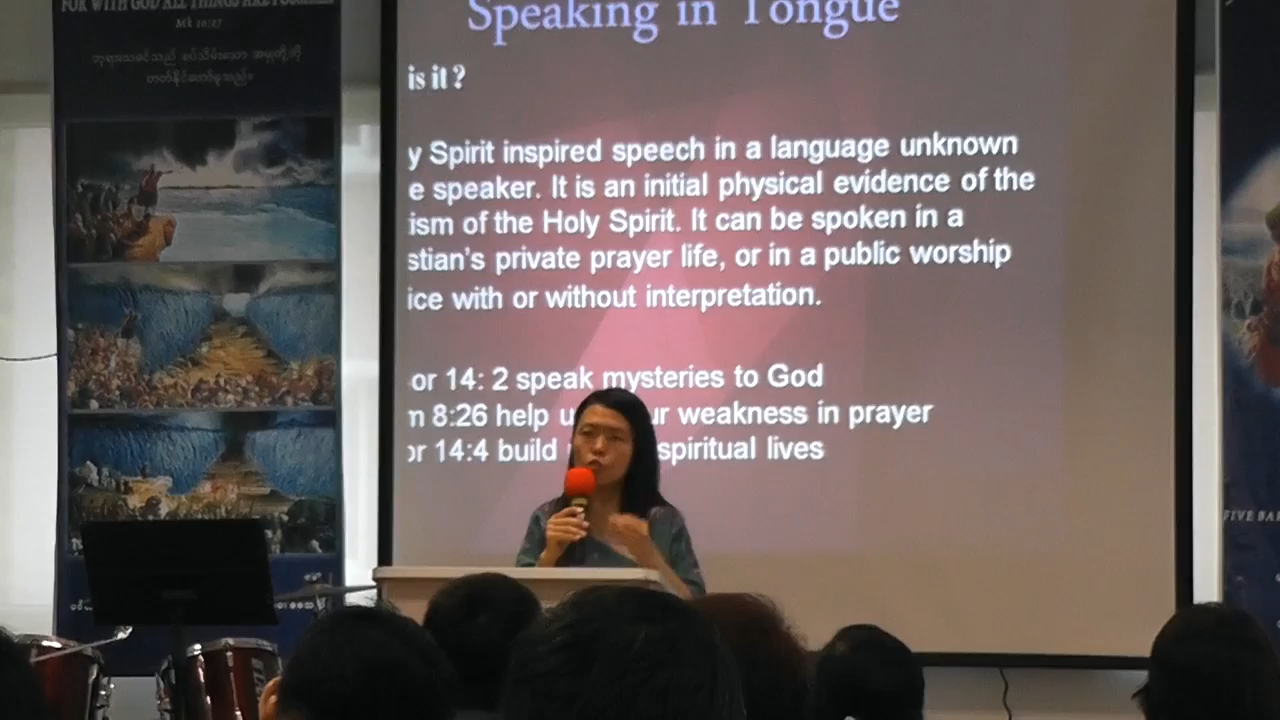 FOR WITH GOD ALL THINGS ARE POSSIBLE
Mk 10:27
Speaking in Tongue
is it ?
y Spirit inspired speech in a language unknown
e speaker. It is an initial physical evidence of the
ism of the Holy Spirit. It can be spoken in a
stian's private prayer life, or in a public worship
ice with or without interpretation.
or 14: 2 speak mysteries to God
m 8:26 help u ur weakness in prayer
or 14:4 build spiritual lives
FIVE BAR